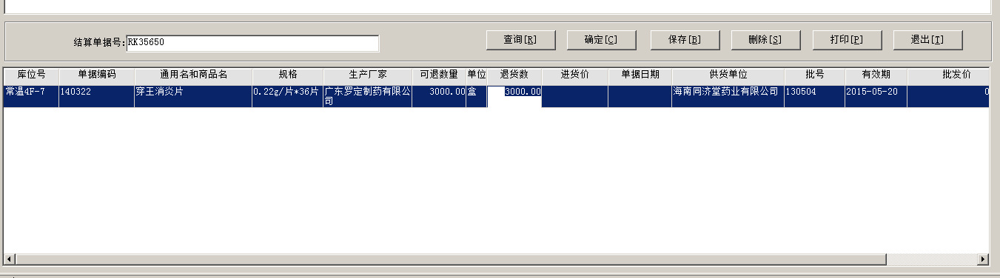 结算单据号: RK35650 查询[R] 确定[C] 保存[B] 删除[S] 打印[P] 退出[T]
库位号 单据编码 通用名和商品名 规格 生产厂家 可退数量 单位 退货数 进货价 单据日期 供货单位 批号 有效期 批发价
常温4F-7 140322 穿王消炎片 0.22g/片*36片 广东罗定制药有限公 3000.00 盒 3000.00 海南同济堂药业有限公司 130504 2015-05-20 0
司